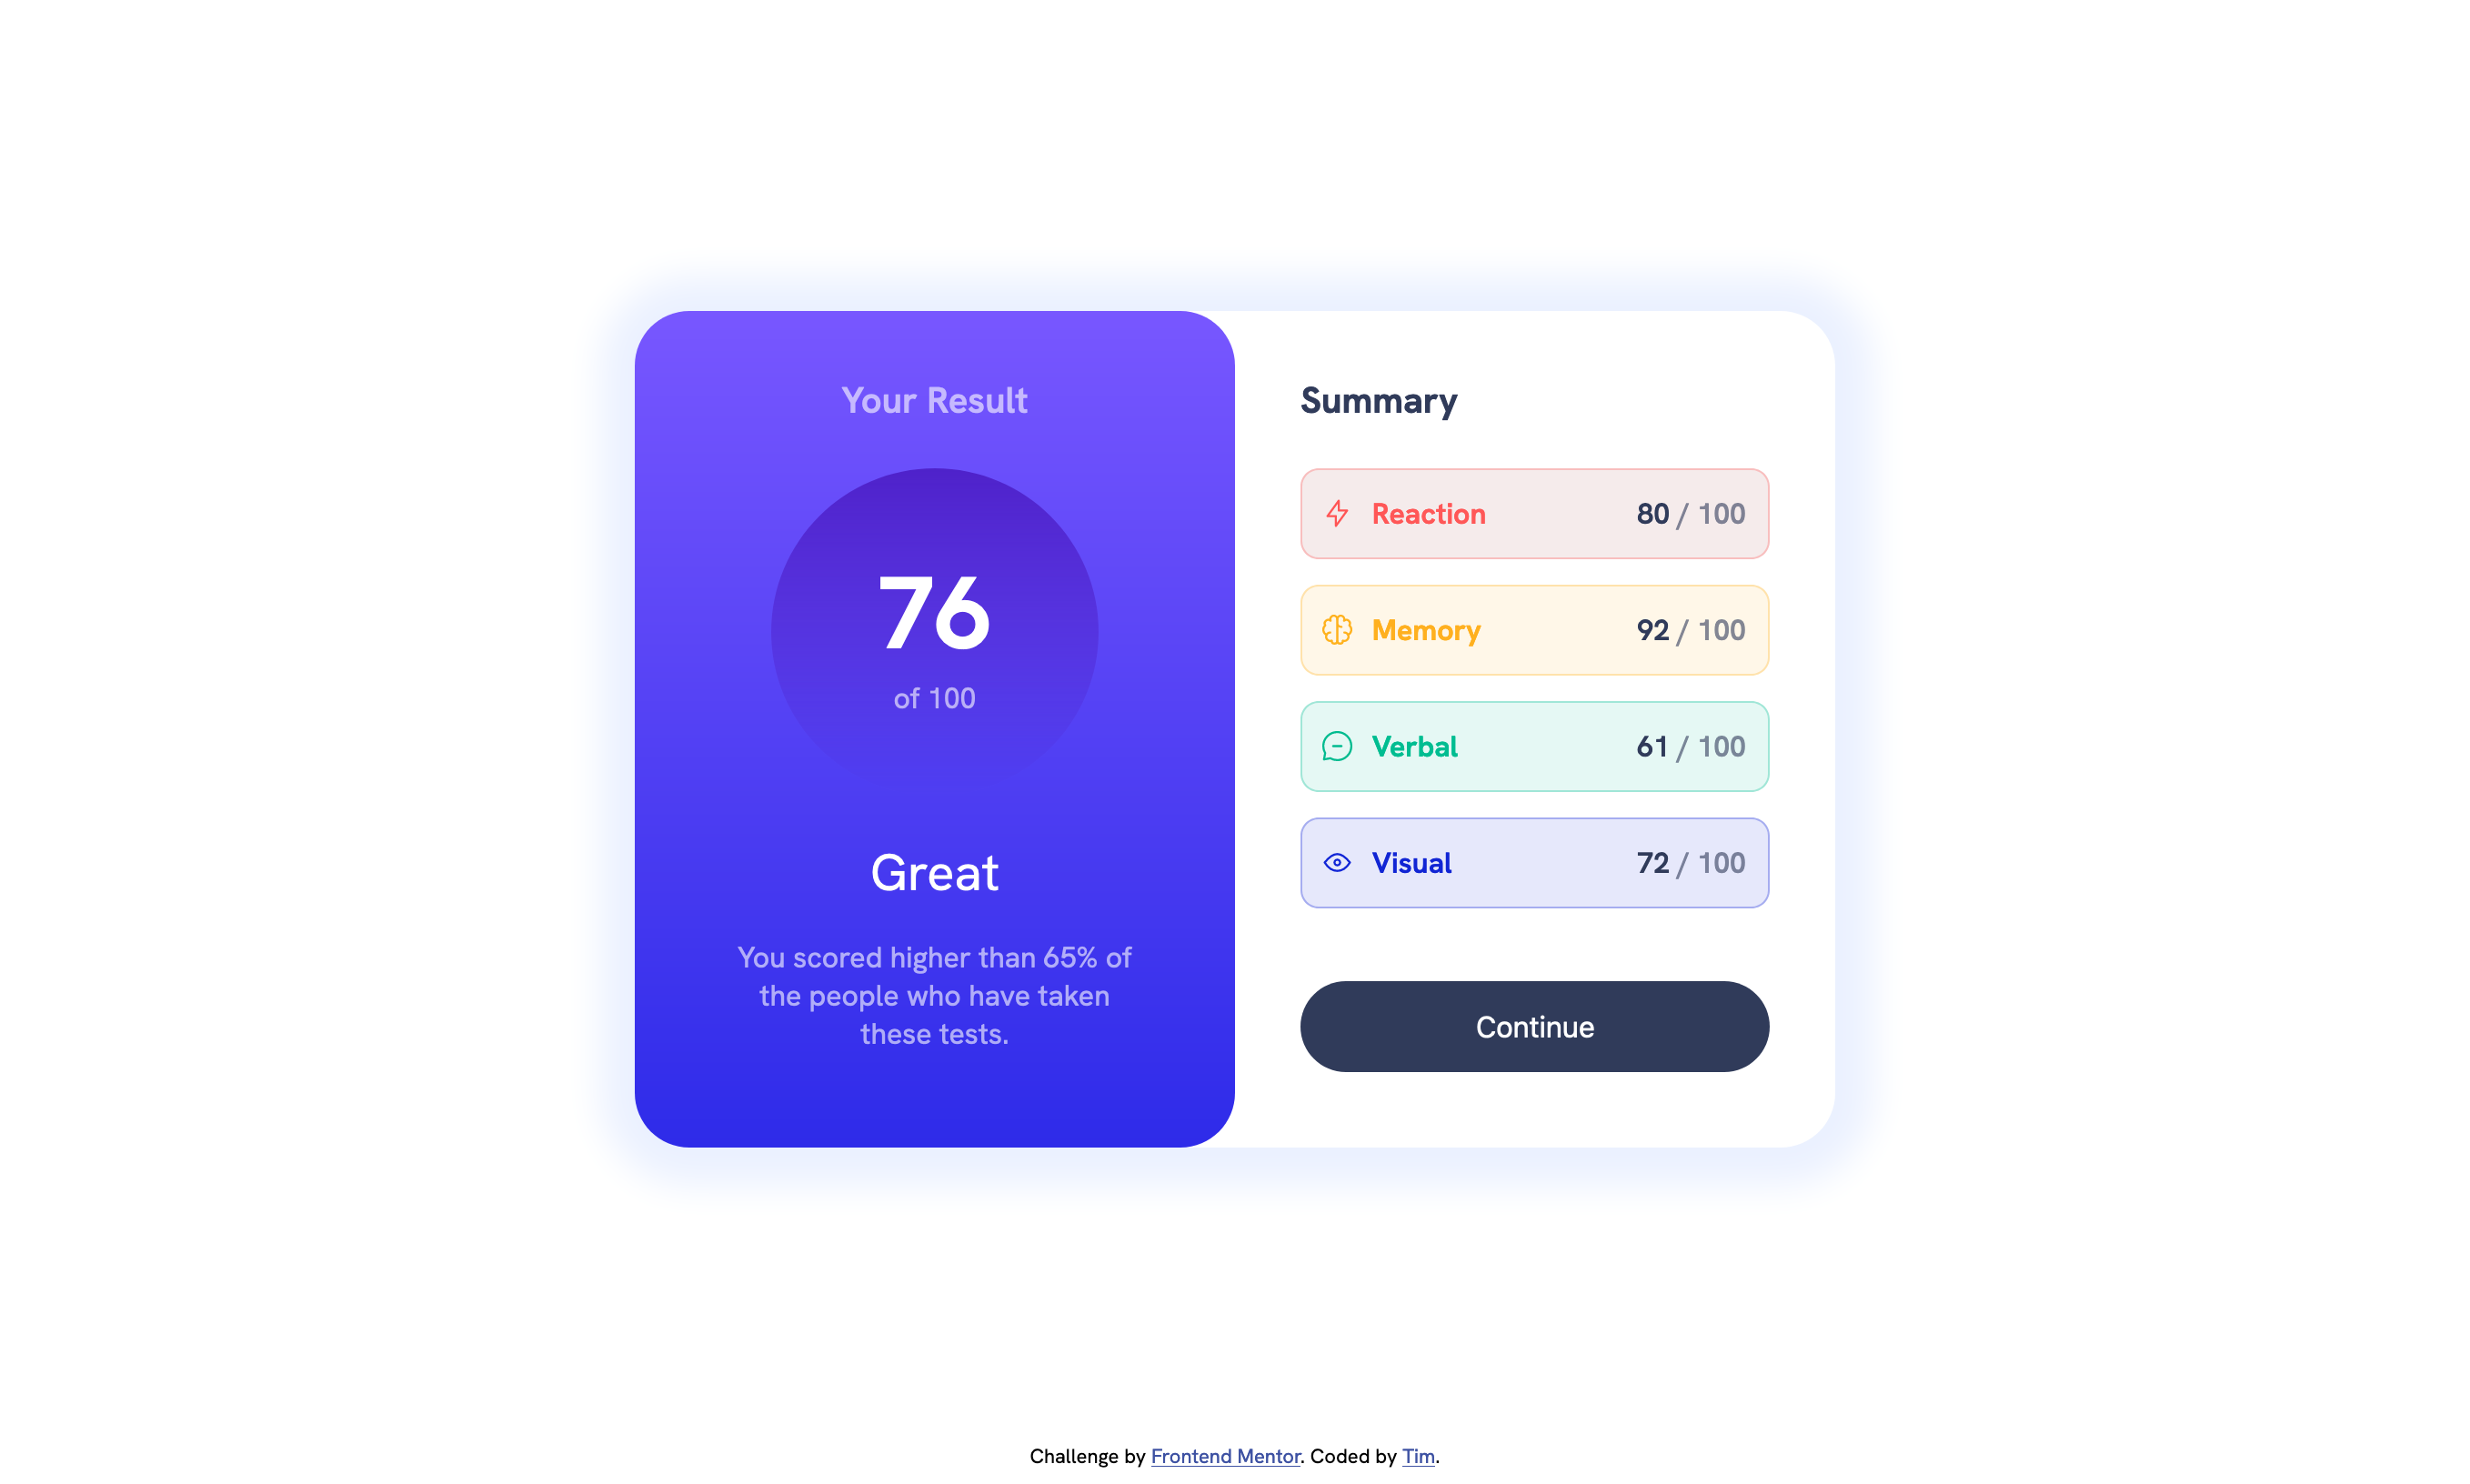 Your Result
76
of 100
Great
You scored higher than 65% of
the people who have taken
these tests.
Summary
Reaction 80 / 100
Memory 92 / 100
Verbal 61 / 100
Visual 72 / 100
Continue
Challenge by Frontend Mentor. Coded by Tim.